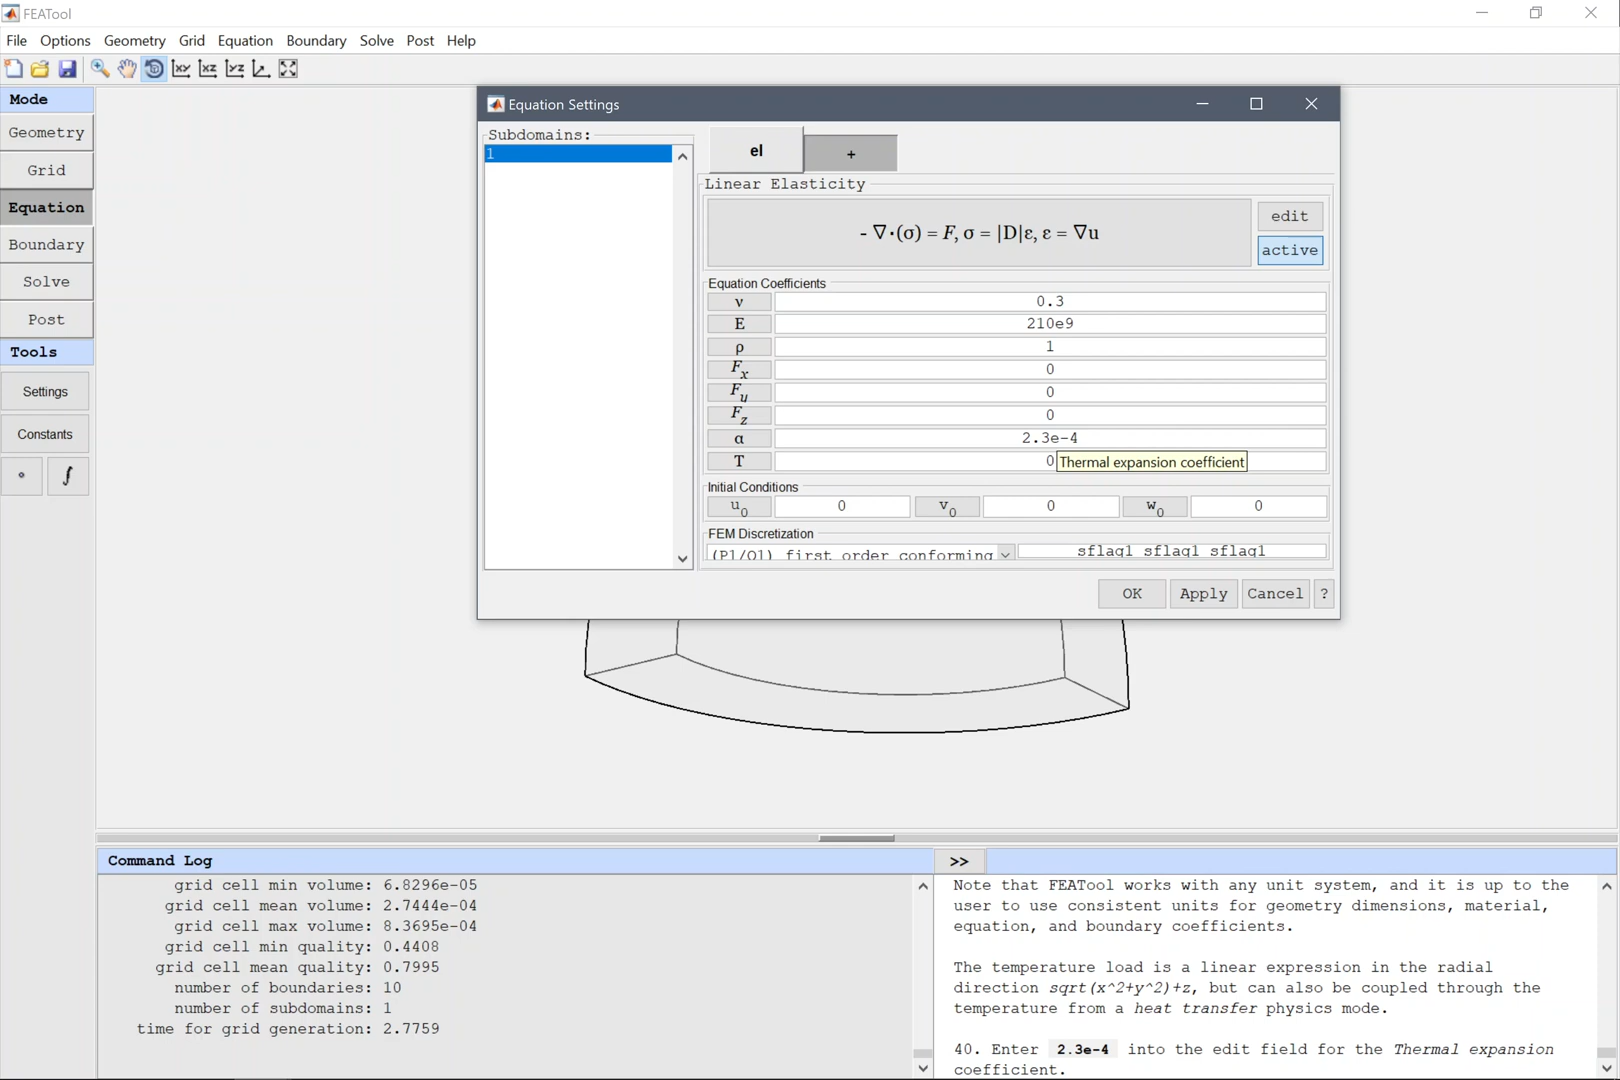 FEATool
File Options Geometry Grid Equation Boundary Solve Post Help
Mode
Geometry
Grid
Equation
Boundary
Solve
Post
Tools
Settings
Constants
∫
Equation Settings
Subdomains:
1
el
+
Linear Elasticity
- ∇·(σ) = F, σ = |D|ε, ε = ∇u
edit
active
Equation Coefficients
ν 0.3
E 210e9
ρ 1
Fx 0
Fy 0
Fz 0
α 2.3e-4
T 0
Thermal expansion coefficient
Initial Conditions
u0 0 v0 0 w0 0
FEM Discretization
(P1/Q1) first order conforming sflag1 sflag1 sflag1
OK Apply Cancel ?
Command Log
grid cell min volume: 6.8296e-05
grid cell mean volume: 2.7444e-04
grid cell max volume: 8.3695e-04
grid cell min quality: 0.4408
grid cell mean quality: 0.7995
number of boundaries: 10
number of subdomains: 1
time for grid generation: 2.7759
>>
Note that FEATool works with any unit system, and it is up to the
user to use consistent units for geometry dimensions, material,
equation, and boundary coefficients.
The temperature load is a linear expression in the radial
direction sqrt(x^2+y^2)+z, but can also be coupled through the
temperature from a heat transfer physics mode.
40. Enter 2.3e-4 into the edit field for the Thermal expansion
coefficient.